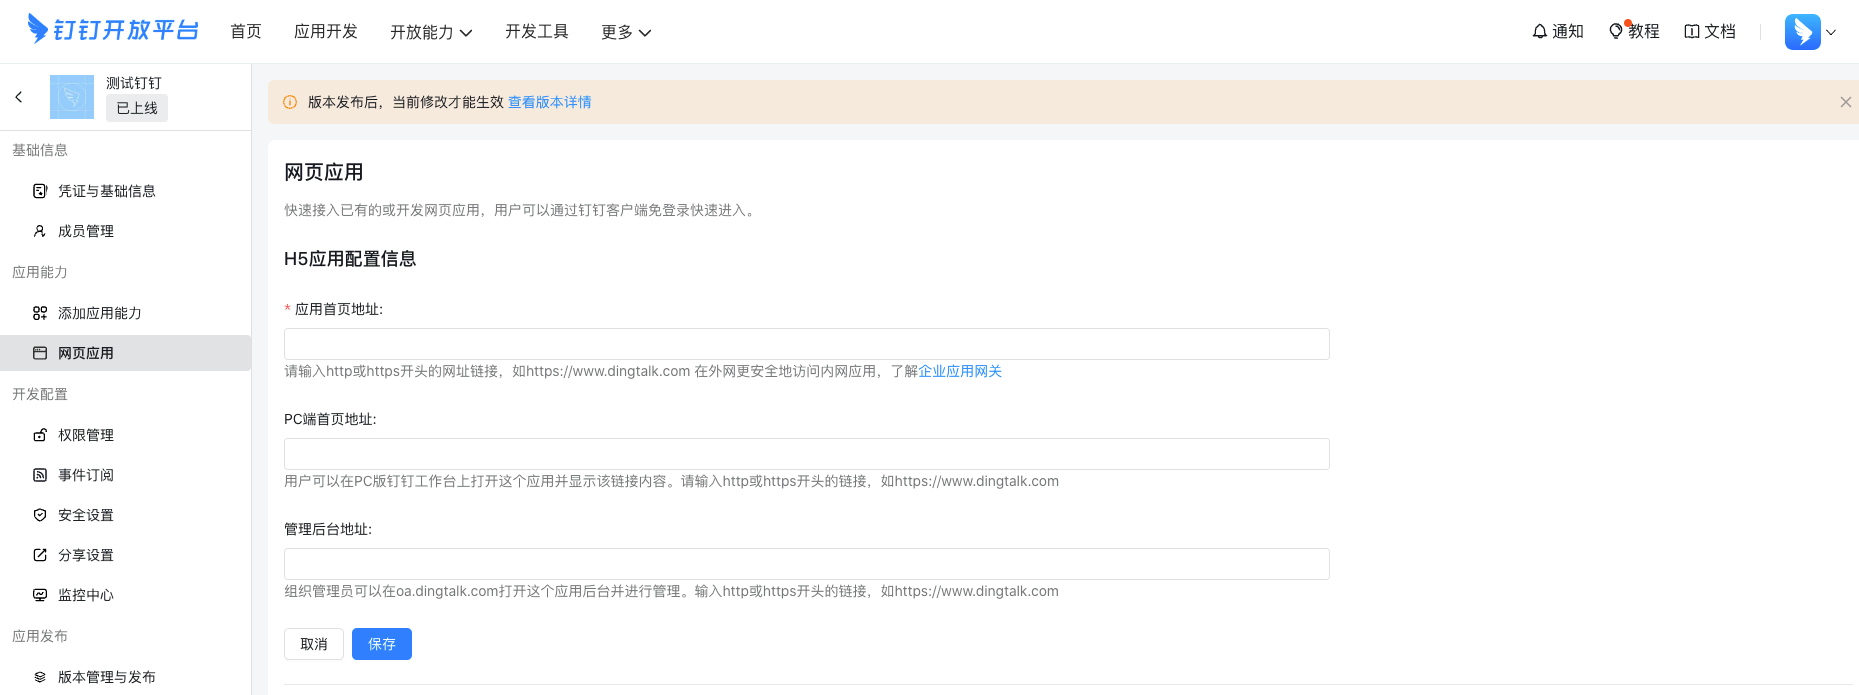 钉钉开放平台 首页 应用开发 开放能力 开发工具 更多 通知 教程 文档
测试钉钉
已上线
基础信息
凭证与基础信息
成员管理
应用能力
添加应用能力
网页应用
开发配置
权限管理
事件订阅
安全设置
分享设置
监控中心
应用发布
版本管理与发布
版本发布后，当前修改才能生效 查看版本详情
网页应用
快速接入已有的或开发网页应用，用户可以通过钉钉客户端免登录快速进入。
H5应用配置信息
* 应用首页地址:
请输入http或https开头的网址链接，如https://www.dingtalk.com 在外网更安全地访问内网应用，了解企业应用网关
PC端首页地址:
用户可以在PC版钉钉工作台上打开这个应用并显示该链接内容。请输入http或https开头的链接，如https://www.dingtalk.com
管理后台地址:
组织管理员可以在oa.dingtalk.com打开这个应用后台并进行管理。输入http或https开头的链接，如https://www.dingtalk.com
取消 保存